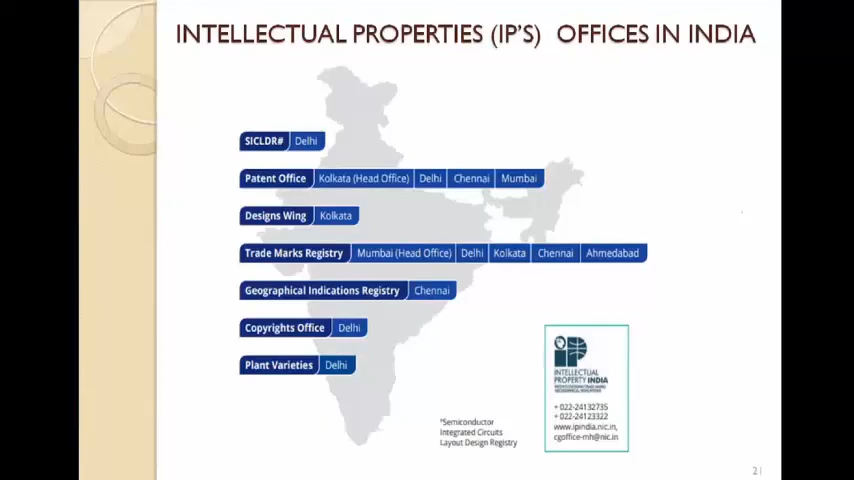 INTELLECTUAL PROPERTIES (IP'S) OFFICES IN INDIA
SICLDR# Delhi
Patent Office Kolkata (Head Office) Delhi Chennai Mumbai
Designs Wing Kolkata
Trade Marks Registry Mumbai (Head Office) Delhi Kolkata Chennai Ahmedabad
Geographical Indications Registry Chennai
Copyrights Office Delhi
Plant Varieties Delhi
#Semiconductor
Integrated Circuits
Layout Design Registry
iP
INTELLECTUAL
PROPERTY INDIA
+ 022-24132735
+ 022-24123322
www.ipindia.nic.in,
cgoffice-mh@nic.in
21